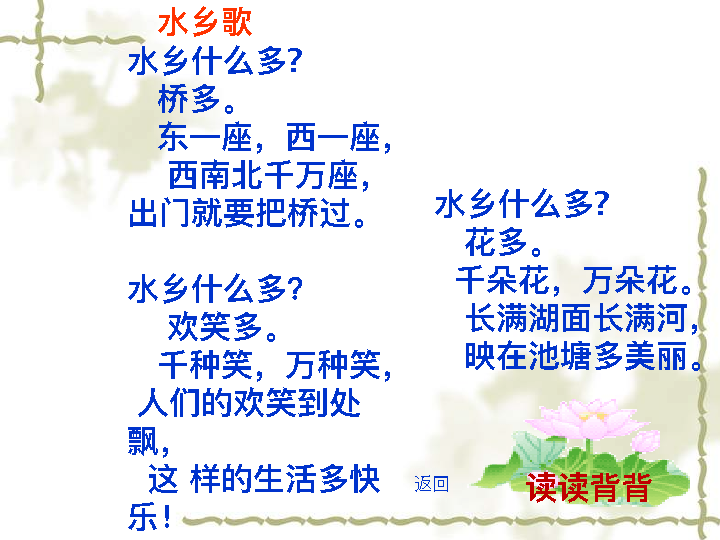 水乡歌
水乡什么多?
桥多。
东一座，西一座，
西南北千万座，
出门就要把桥过。
水乡什么多?
欢笑多。
千种笑，万种笑，
人们的欢笑到处
飘，
这 样的生活多快
乐!
水乡什么多?
花多。
千朵花，万朵花。
长满湖面长满河，
映在池塘多美丽。
返回
读读背背